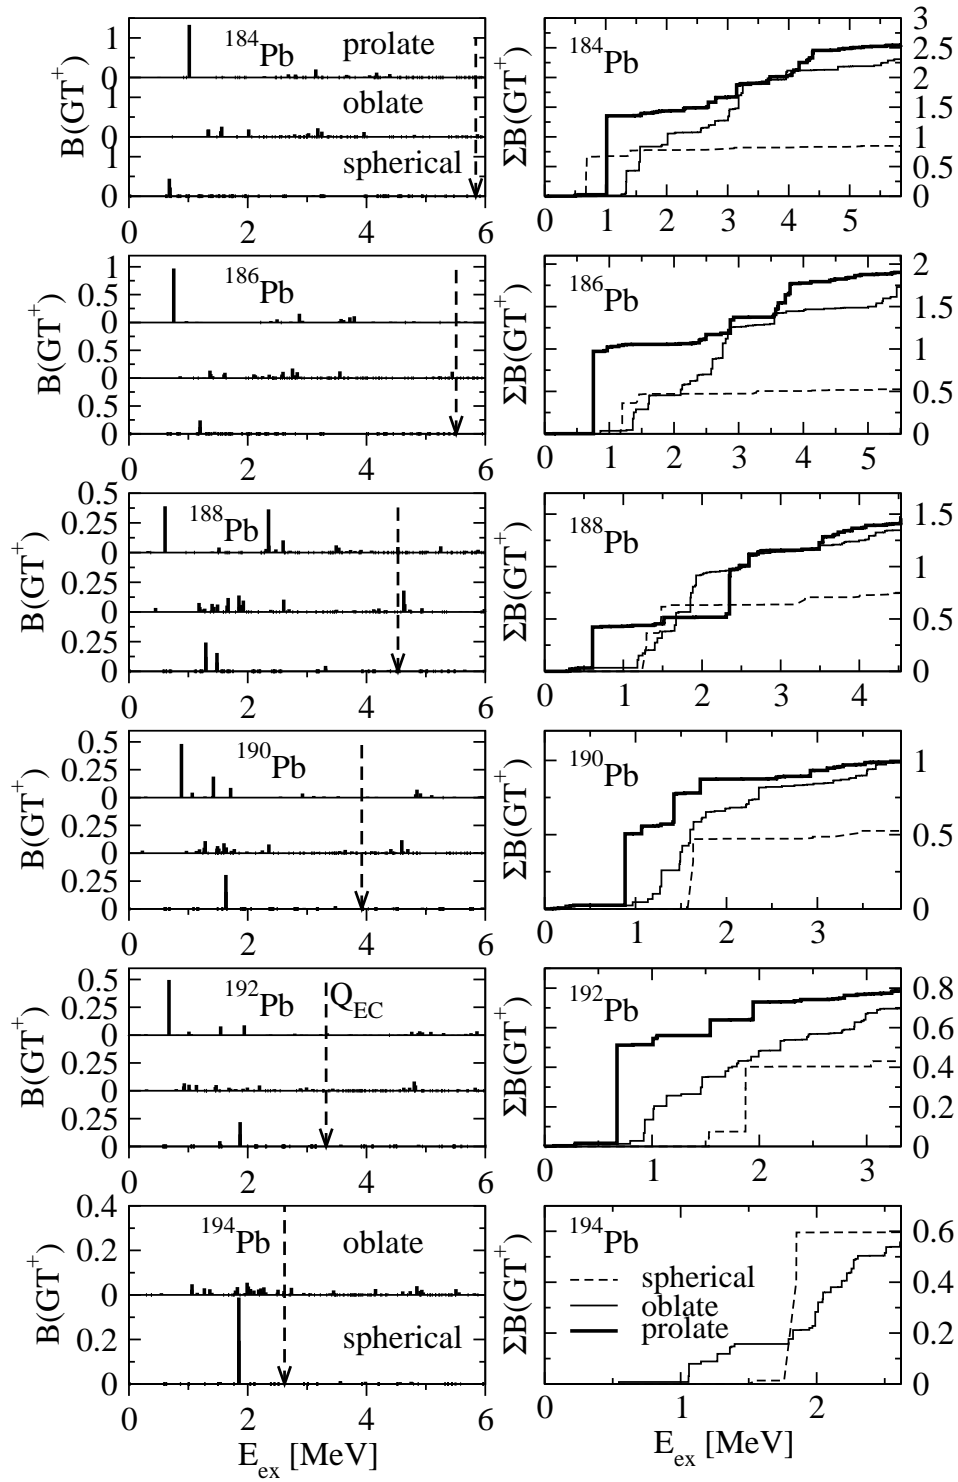 B(GT⁺)
1
0
1
0
1
0
¹⁸⁴Pb
prolate
oblate
spherical
0 2 4 6
ΣB(GT⁺)
¹⁸⁴Pb
3
2.5
2
1.5
1
0.5
0
0 1 2 3 4 5
B(GT⁺)
1
0.5
0
0.5
0
0.5
0
¹⁸⁶Pb
0 2 4 6
ΣB(GT⁺)
¹⁸⁶Pb
2
1.5
1
0.5
0
0 1 2 3 4 5
B(GT⁺)
0.5
0.25
0
0.25
0
0.25
0
¹⁸⁸Pb
0 2 4 6
ΣB(GT⁺)
¹⁸⁸Pb
1.5
1
0.5
0
0 1 2 3 4
B(GT⁺)
0.5
0.25
0
0.25
0
0.25
0
¹⁹⁰Pb
0 2 4 6
ΣB(GT⁺)
¹⁹⁰Pb
1
0.5
0
0 1 2 3
B(GT⁺)
0.5
0.25
0
0.25
0
0.25
0
¹⁹²Pb
Q_EC
0 2 4 6
ΣB(GT⁺)
¹⁹²Pb
0.8
0.6
0.4
0.2
0
0 1 2 3
B(GT⁺)
0.4
0.2
0
0.2
0
¹⁹⁴Pb
oblate
spherical
0 2 4 6
E_ex [MeV]
ΣB(GT⁺)
¹⁹⁴Pb
spherical
oblate
prolate
0.6
0.4
0.2
0
0 1 2
E_ex [MeV]